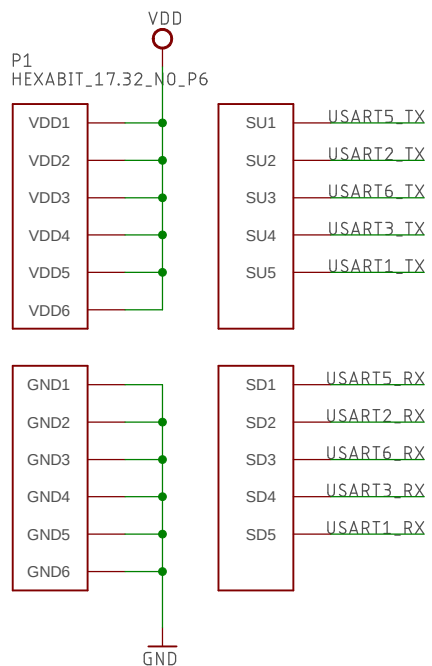 VDD
P1
HEXABIT_17.32_NO_P6
VDD1
VDD2
VDD3
VDD4
VDD5
VDD6
SU1 USART5_TX
SU2 USART2_TX
SU3 USART6_TX
SU4 USART3_TX
SU5 USART1_TX
GND1
GND2
GND3
GND4
GND5
GND6
SD1 USART5_RX
SD2 USART2_RX
SD3 USART6_RX
SD4 USART3_RX
SD5 USART1_RX
GND